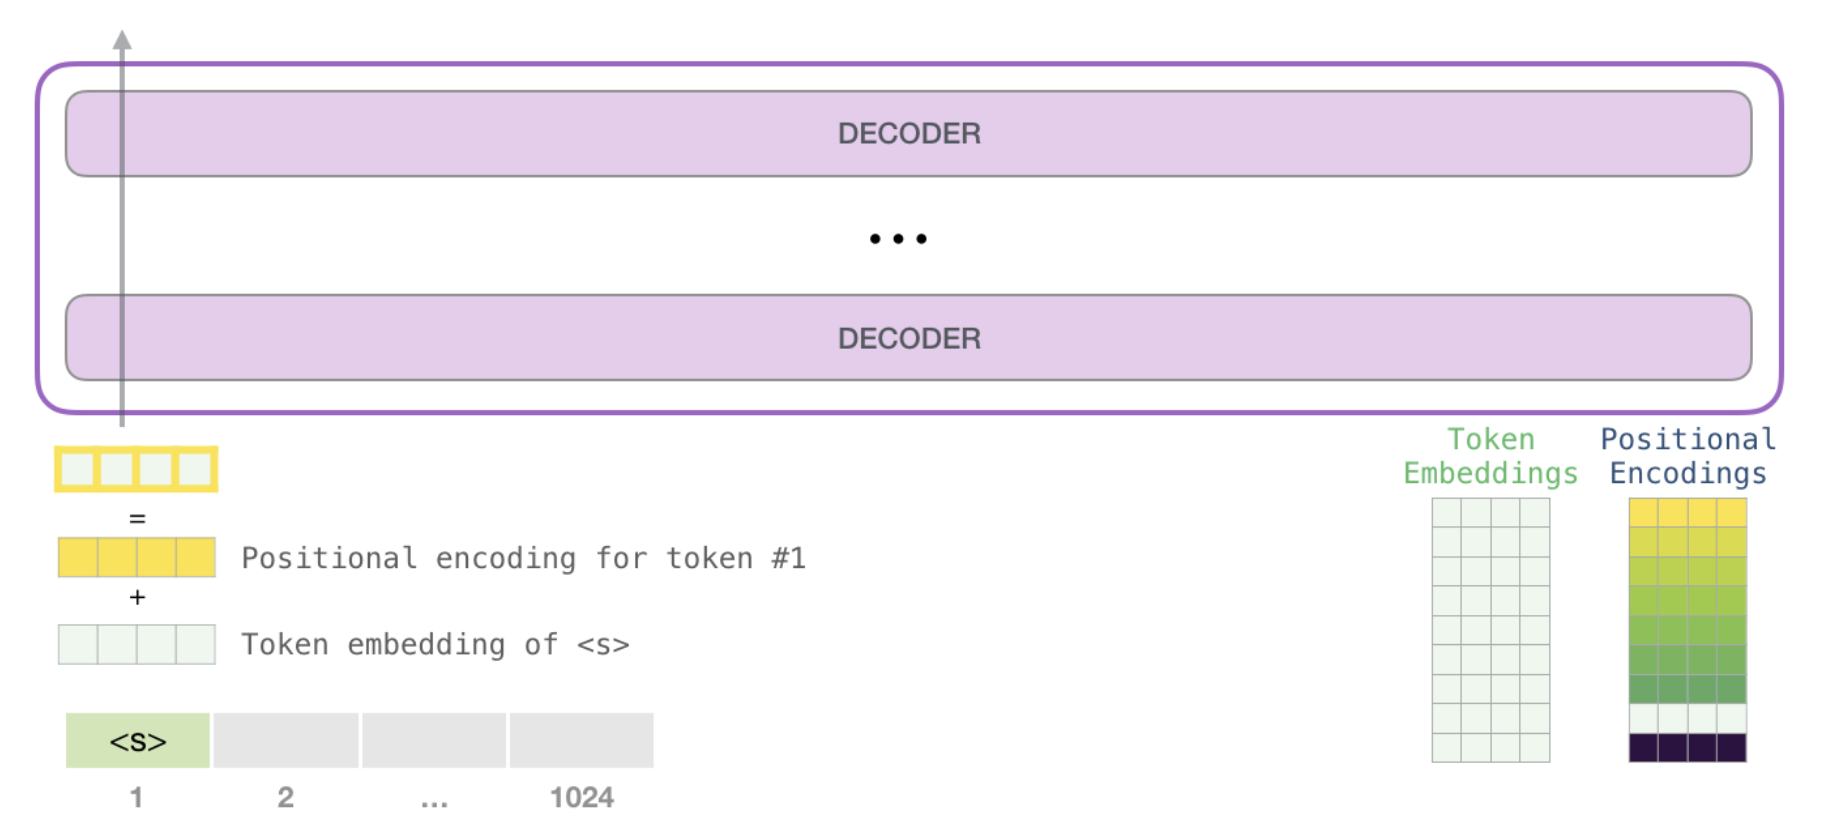 DECODER
...
DECODER
Token
Embeddings
Positional
Encodings
=
Positional encoding for token #1
+
Token embedding of <s>
<s>
1 2 ... 1024